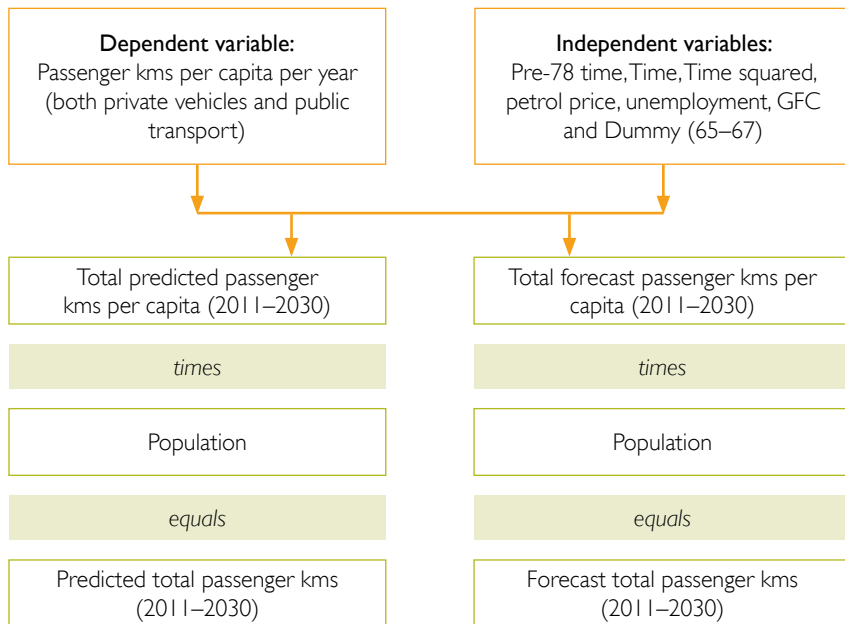 Dependent variable:
Passenger kms per capita per year
(both private vehicles and public
transport)
Independent variables:
Pre-78 time, Time, Time squared,
petrol price, unemployment, GFC
and Dummy (65–67)
Total predicted passenger
kms per capita (2011–2030)
Total forecast passenger kms per
capita (2011–2030)
times
times
Population
Population
equals
equals
Predicted total passenger kms
(2011–2030)
Forecast total passenger kms
(2011–2030)